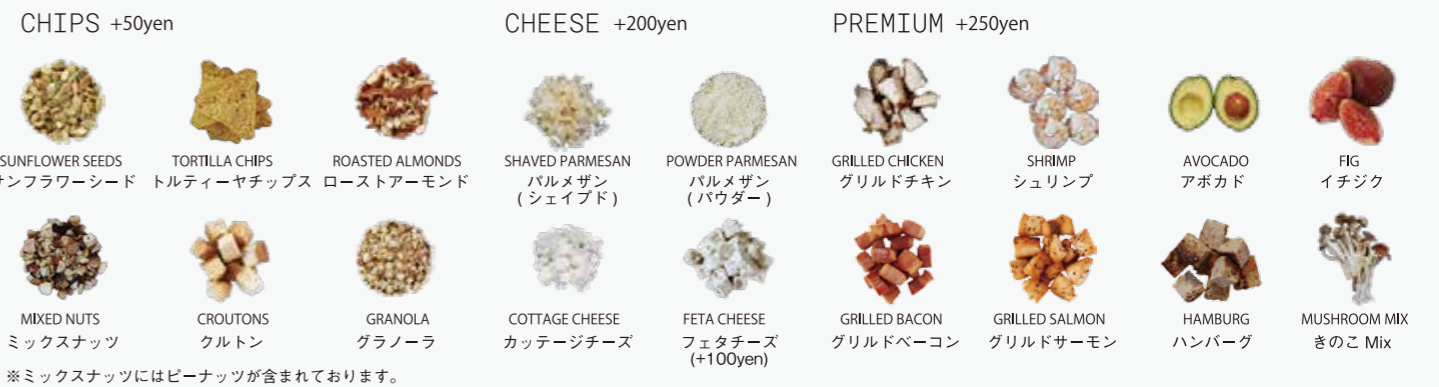 CHIPS +50yen
CHEESE +200yen
PREMIUM +250yen
SUNFLOWER SEEDS
サンフラワーシード
TORTILLA CHIPS
トルティーヤチップス
ROASTED ALMONDS
ローストアーモンド
SHAVED PARMESAN
パルメザン
(シェイブド)
POWDER PARMESAN
パルメザン
(パウダー)
GRILLED CHICKEN
グリルドチキン
SHRIMP
シュリンプ
AVOCADO
アボカド
FIG
イチジク
MIXED NUTS
ミックスナッツ
CROUTONS
クルトン
GRANOLA
グラノーラ
COTTAGE CHEESE
カッテージチーズ
FETA CHEESE
フェタチーズ
(+100yen)
GRILLED BACON
グリルドベーコン
GRILLED SALMON
グリルドサーモン
HAMBURG
ハンバーグ
MUSHROOM MIX
きのこ Mix
※ミックスナッツにはピーナッツが含まれております。